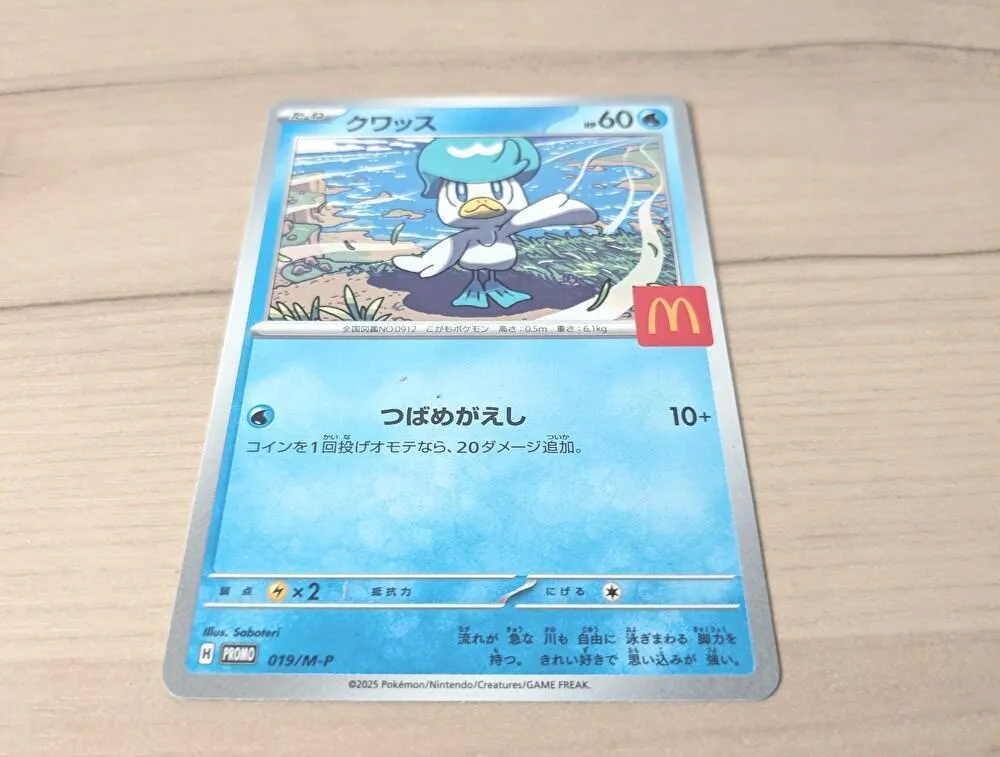 たね クワッス HP60
全国図鑑NO.0912 こがもポケモン 高さ:0.5m 重さ:6.1kg
M
つばめがえし 10+
コインを1回投げオモテなら、20ダメージ追加。
弱点 ×2 抵抗力 にげる
Illus. Saboteri
流れが 急な 川も 自由に 泳ぎまわる 脚力を
持つ。 きれい好きで 思い込みが 強い。
H PROMO 019/M-P
©2025 Pokémon/Nintendo/Creatures/GAME FREAK.